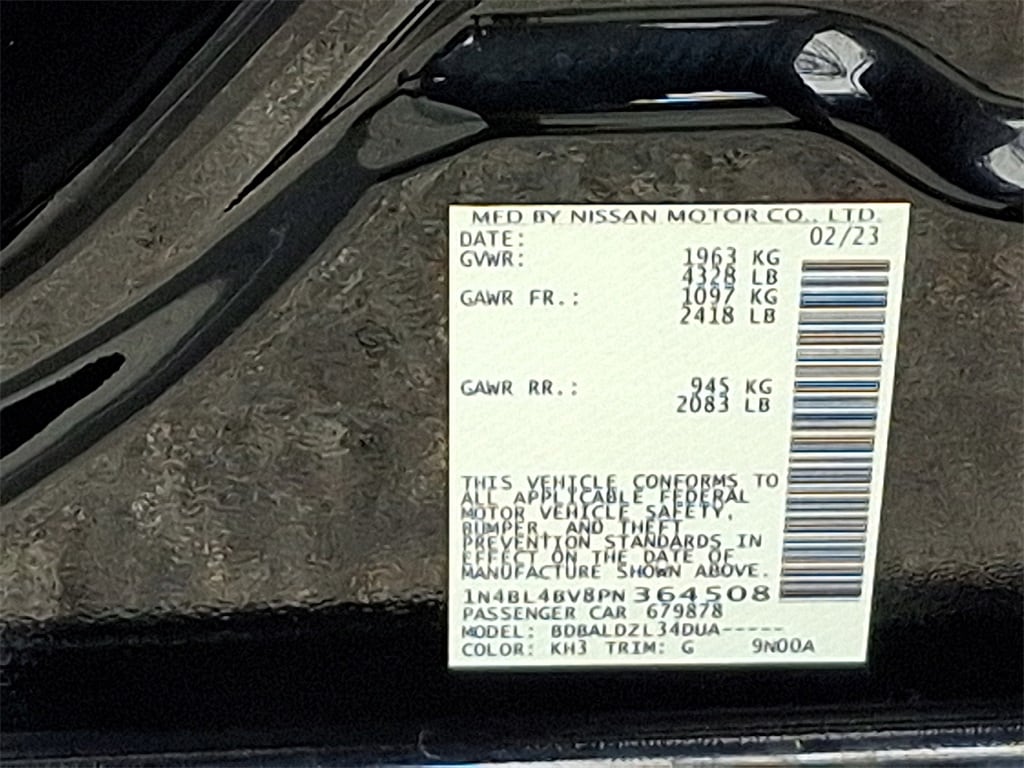 MFD BY NISSAN MOTOR CO., LTD.
DATE: 02/23
GVWR: 1963 KG
4328 LB
GAWR FR.: 1097 KG
2418 LB
GAWR RR.: 945 KG
2083 LB
THIS VEHICLE CONFORMS TO
ALL APPLICABLE FEDERAL
MOTOR VEHICLE SAFETY,
BUMPER, AND THEFT
PREVENTION STANDARDS IN
EFFECT ON THE DATE OF
MANUFACTURE SHOWN ABOVE.
1N4BL4BV8PN364508
PASSENGER CAR 679878
MODEL: BDBALDZL34DUA-----
COLOR: KH3 TRIM: G 9N00A